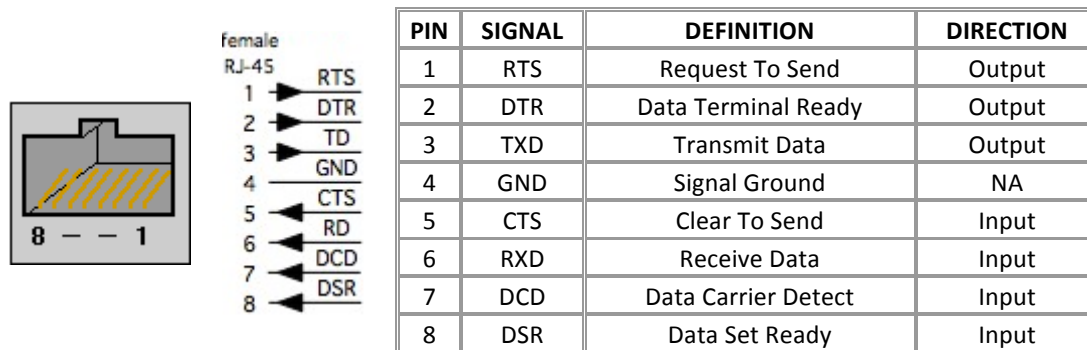 female
RJ-45
1 RTS
2 DTR
3 TD
4 GND
5 CTS
6 RD
7 DCD
8 DSR
8 – – 1
PIN SIGNAL DEFINITION DIRECTION
1 RTS Request To Send Output
2 DTR Data Terminal Ready Output
3 TXD Transmit Data Output
4 GND Signal Ground NA
5 CTS Clear To Send Input
6 RXD Receive Data Input
7 DCD Data Carrier Detect Input
8 DSR Data Set Ready Input